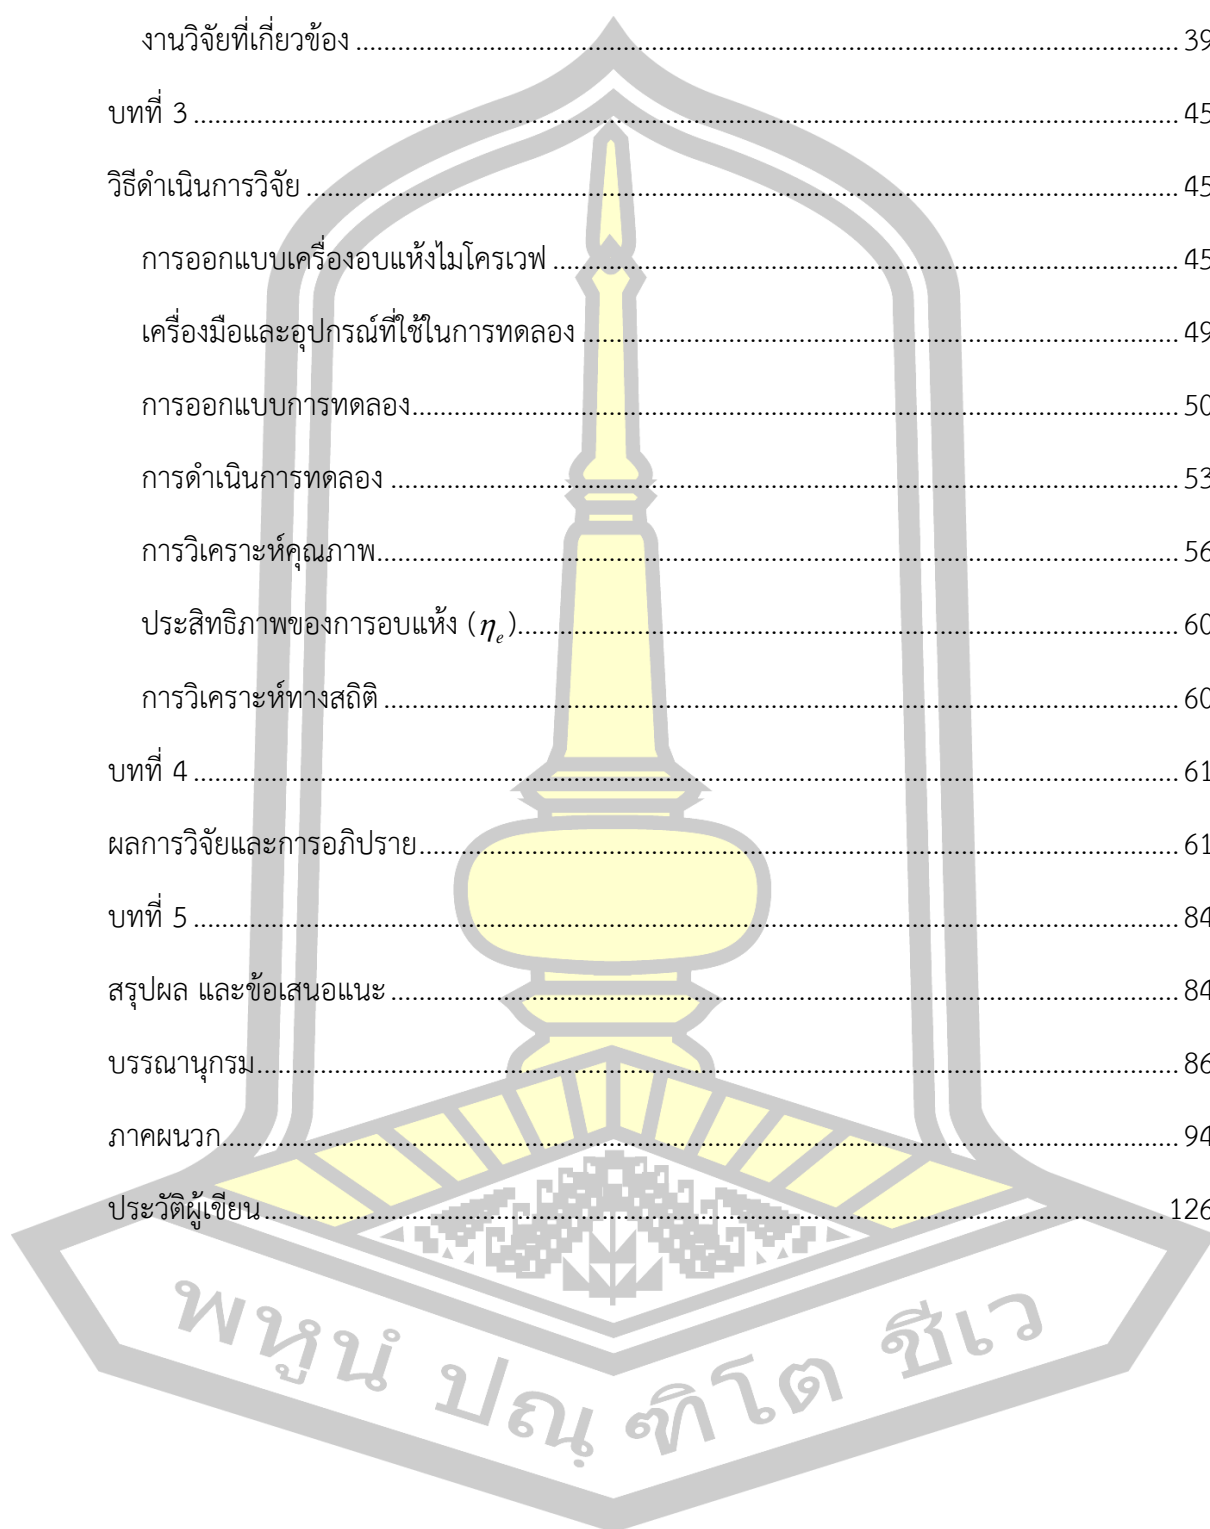 งานวิจัยที่เกี่ยวข้อง ........ 39
บทที่ 3 ........ 45
วิธีดำเนินการวิจัย ........ 45
การออกแบบเครื่องอบแห้งไมโครเวฟ ........ 45
เครื่องมือและอุปกรณ์ที่ใช้ในการทดลอง ........ 49
การออกแบบการทดลอง ........ 50
การดำเนินการทดลอง ........ 53
การวิเคราะห์คุณภาพ ........ 56
ประสิทธิภาพของการอบแห้ง (ηₑ) ........ 60
การวิเคราะห์ทางสถิติ ........ 60
บทที่ 4 ........ 61
ผลการวิจัยและการอภิปราย ........ 61
บทที่ 5 ........ 84
สรุปผล และข้อเสนอแนะ ........ 84
บรรณานุกรม ........ 86
ภาคผนวก ........ 94
ประวัติผู้เขียน ........ 126
พหูนํ ปณฺฑิโต ชีเว